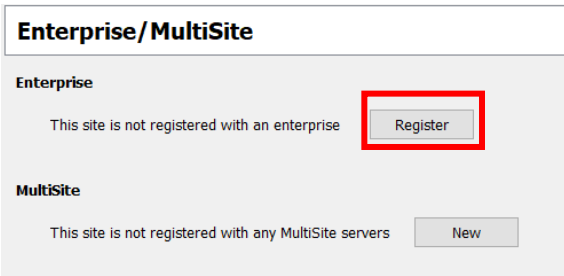 Enterprise/MultiSite
Enterprise
This site is not registered with an enterprise Register
MultiSite
This site is not registered with any MultiSite servers New